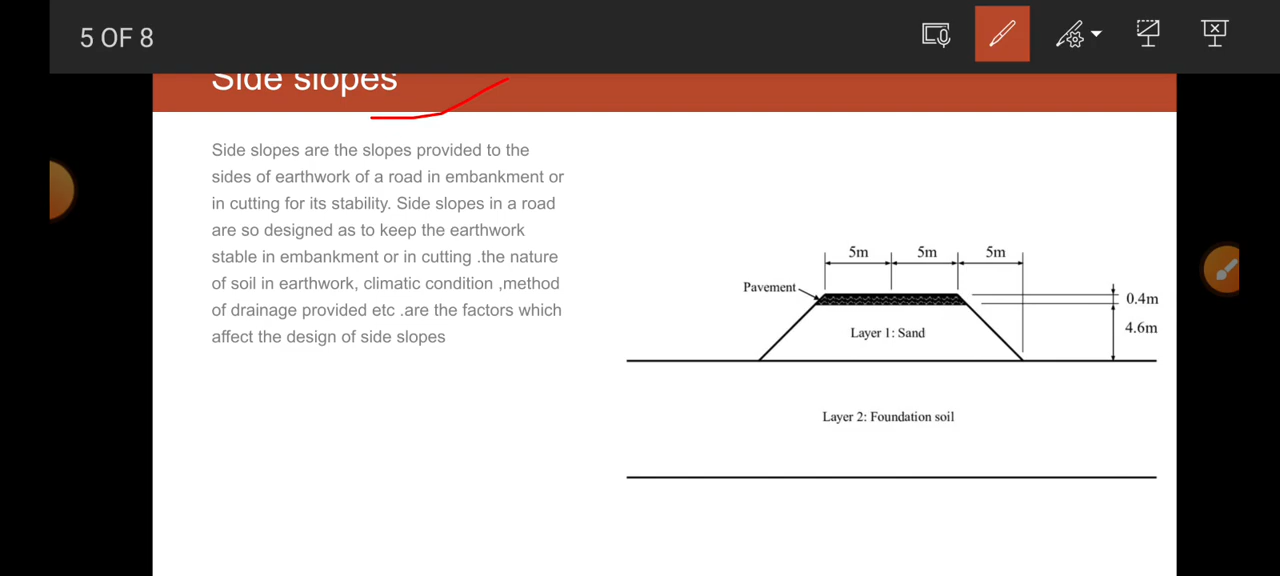 5 OF 8
Side slopes
Side slopes are the slopes provided to the
sides of earthwork of a road in embankment or
in cutting for its stability. Side slopes in a road
are so designed as to keep the earthwork
stable in embankment or in cutting .the nature
of soil in earthwork, climatic condition ,method
of drainage provided etc .are the factors which
affect the design of side slopes
5m 5m 5m
Pavement
0.4m
4.6m
Layer 1: Sand
Layer 2: Foundation soil